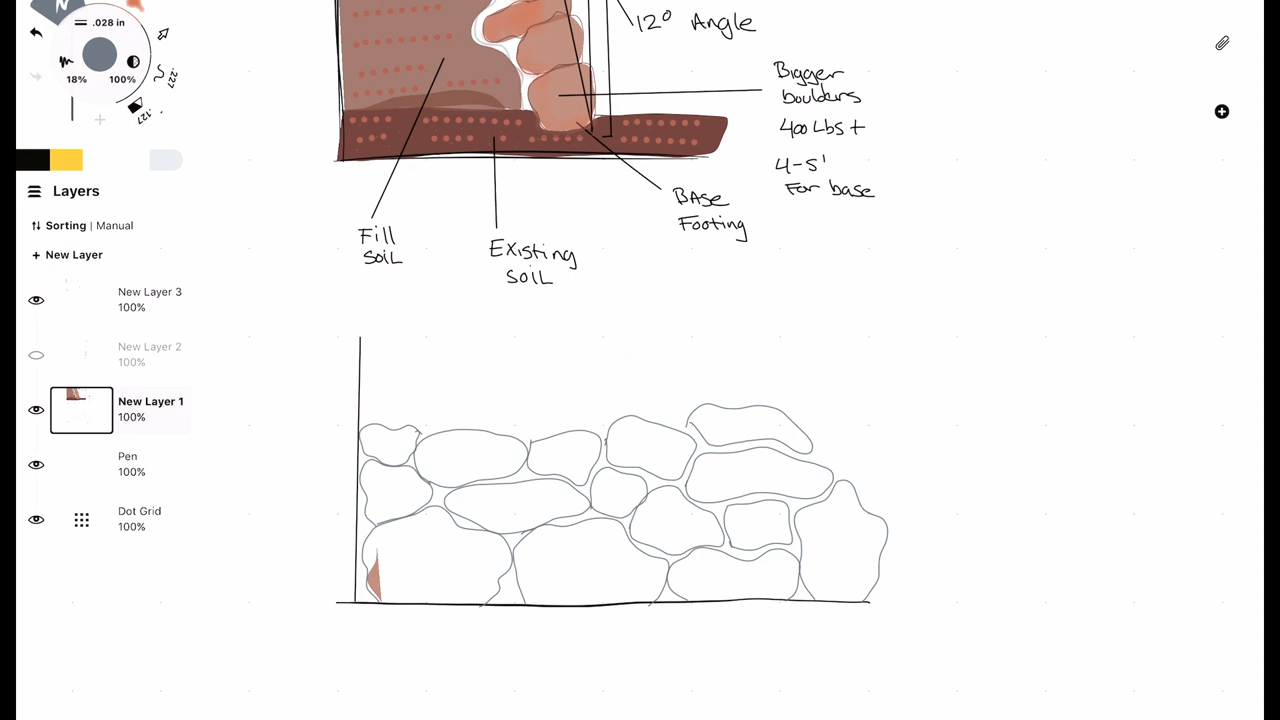 .028 in
18%
100%
.227
.127
Layers
Sorting | Manual
+ New Layer
New Layer 3
100%
New Layer 2
100%
New Layer 1
100%
Pen
100%
Dot Grid
100%
12° Angle
Bigger
boulders
400 Lbs +
4-5'
For base
BASE
Footing
Fill
SoiL
Existing
SoiL